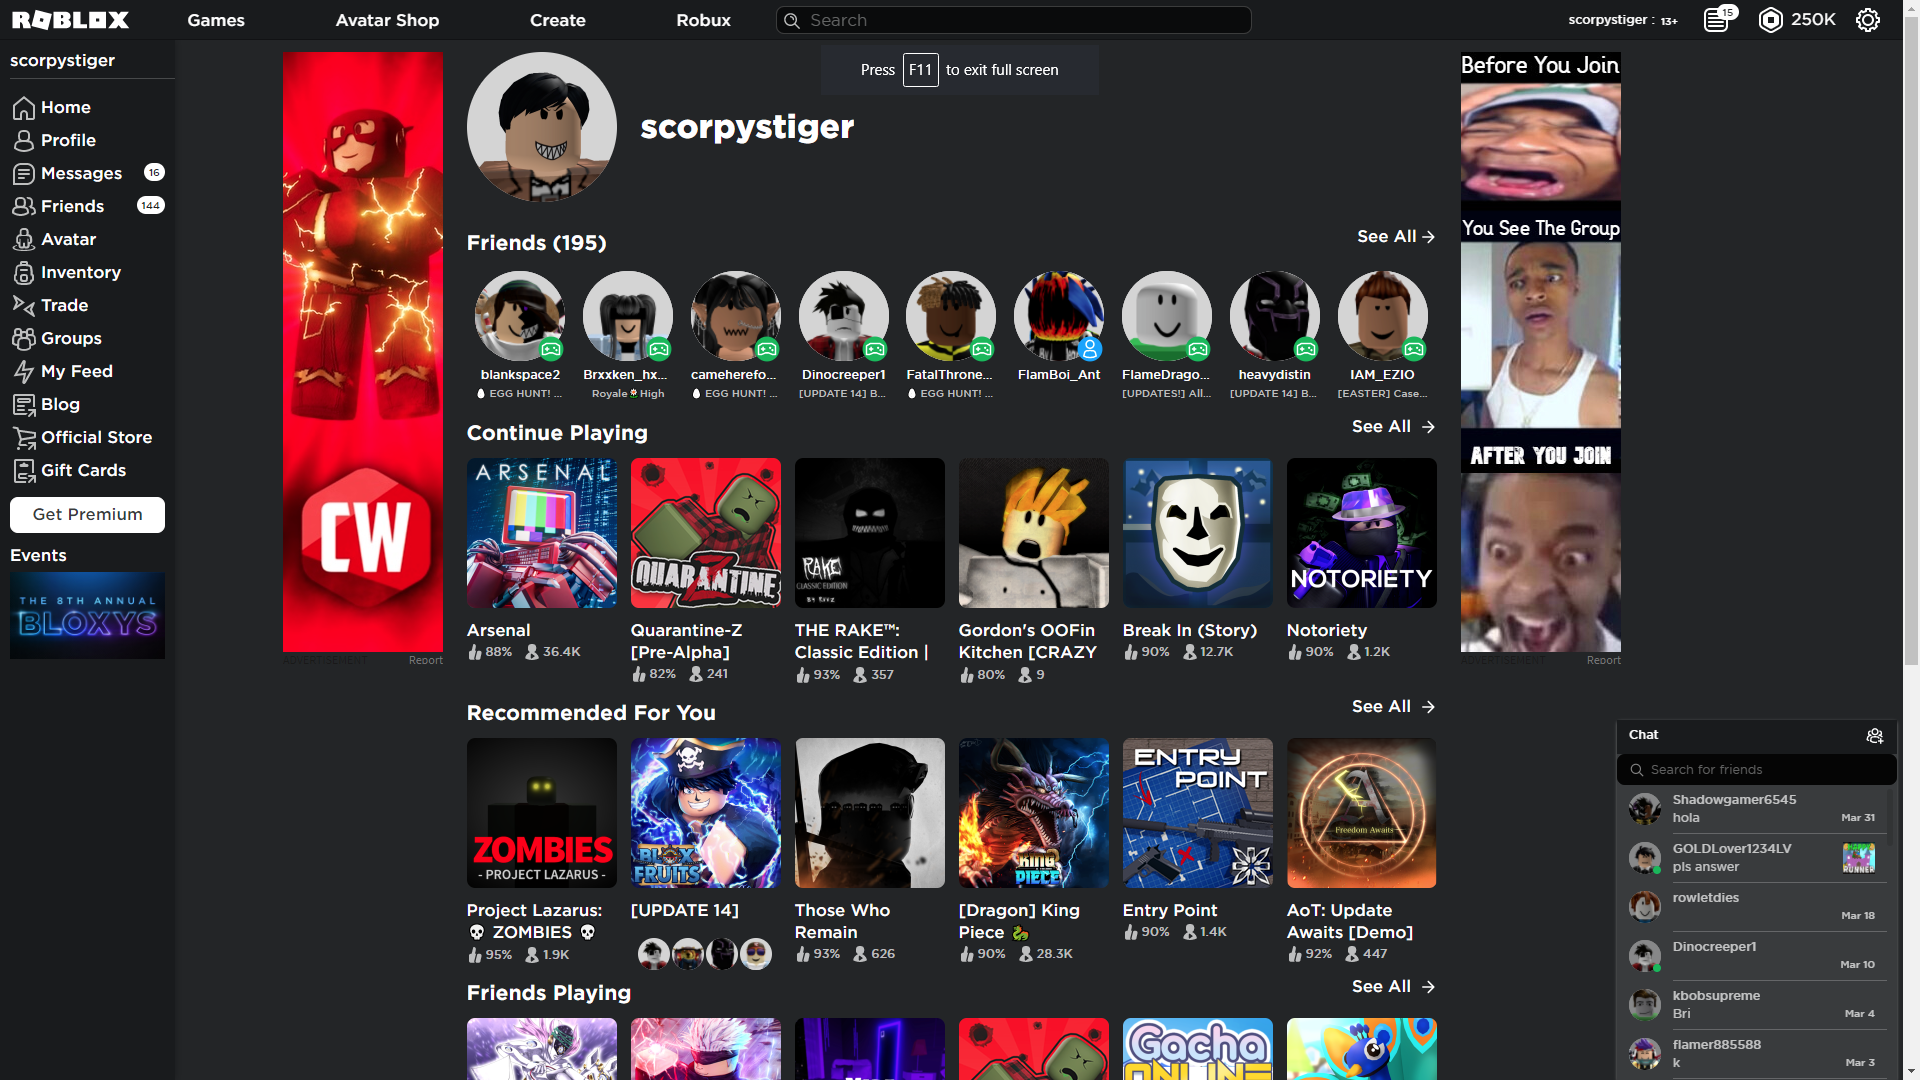 ROBLOX
Games
Avatar Shop
Create
Robux
Search
scorpystiger : 13+
15
250K
scorpystiger
Home
Profile
Messages 16
Friends 144
Avatar
Inventory
Trade
Groups
My Feed
Blog
Official Store
Gift Cards
Get Premium
Events
THE 8TH ANNUAL
BLOXYS
CW
ADVERTISEMENT
Report
Press F11 to exit full screen
scorpystiger
Friends (195)
See All
blankspace2
EGG HUNT! ...
Brxxken_hx...
Royale High
cameherefo...
EGG HUNT! ...
Dinocreeper1
[UPDATE 14] B...
FatalThrone...
EGG HUNT! ...
FlamBoi_Ant
FlameDrago...
[UPDATES!] All...
heavydistin
[UPDATE 14] B...
IAM_EZIO
[EASTER] Case...
Continue Playing
See All
ARSENAL
Arsenal
88% 36.4K
QUARANTINE
Z
Quarantine-Z
[Pre-Alpha]
82% 241
RAKE
CLASSIC EDITION
THE RAKE™:
Classic Edition |
93% 357
Gordon's OOFin
Kitchen [CRAZY
80% 9
Break In (Story)
90% 12.7K
NOTORIETY
Notoriety
90% 1.2K
Recommended For You
See All
ZOMBIES
- PROJECT LAZARUS -
Project Lazarus:
💀 ZOMBIES 💀
95% 1.9K
BLOX
FRUITS
[UPDATE 14]
Those Who
Remain
93% 626
KING
PIECE
[Dragon] King
Piece 🐉
90% 28.3K
ENTRY
POINT
Entry Point
90% 1.4K
Freedom Awaits
AoT: Update
Awaits [Demo]
92% 447
Friends Playing
See All
Gacha
ONLINE
Before You Join
You See The Group
AFTER YOU JOIN
ADVERTISEMENT
Report
Chat
Search for friends
Shadowgamer6545
hola
Mar 31
GOLDLover1234LV
pls answer
RUNNER
rowletdies
Mar 18
Dinocreeper1
Mar 10
kbobsupreme
Bri
Mar 4
flamer885588
k
Mar 3